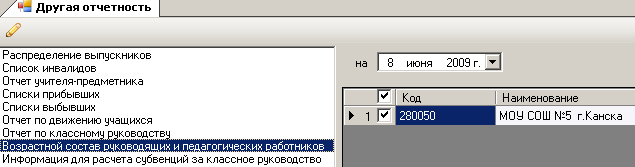 Другая отчетность
Распределение выпускников
Список инвалидов
Отчет учителя-предметника
Списки прибывших
Списки выбывших
Отчет по движению учащихся
Отчет по классному руководству
Возрастной состав руководящих и педагогических работников
Информация для расчета субвенций за классное руководство
на 8 июня 2009 г.
Код Наименование
1 280050 МОУ СОШ №5 г.Канска